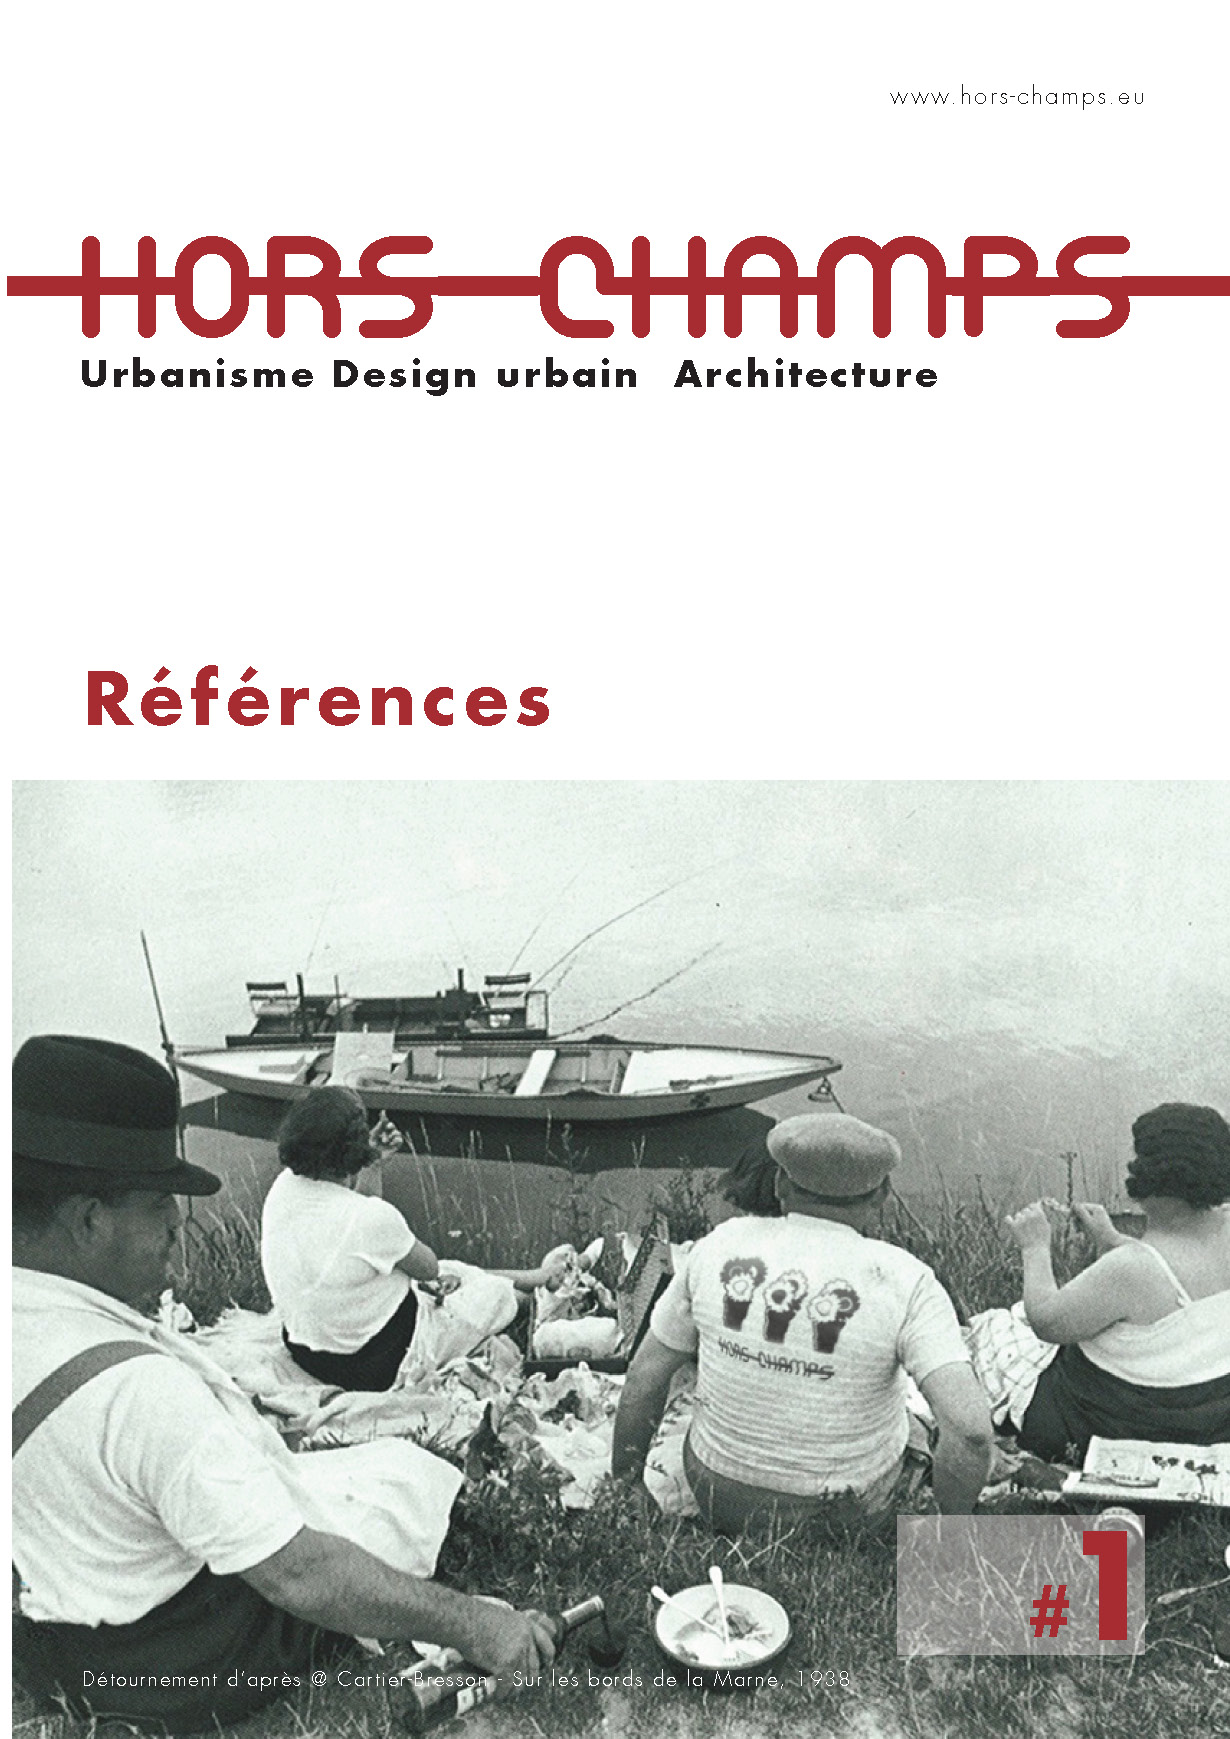 www.hors-champs.eu
HORS CHAMPS
Urbanisme Design urbain Architecture
Références
HORS CHAMPS
#1
Détournement d'après @ Cartier-Bresson - Sur les bords de la Marne, 1938